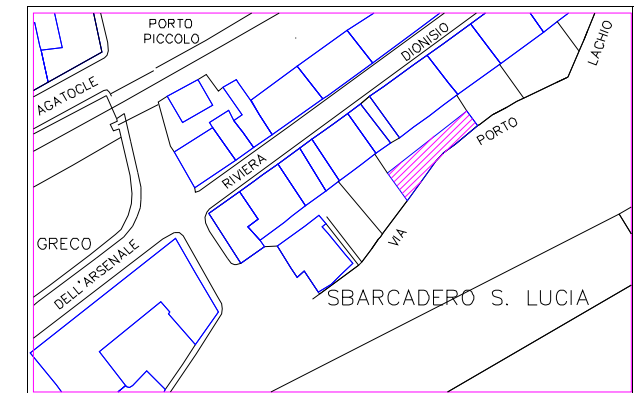 PORTO
PICCOLO
AGATOCLE
DIONISIO
LACHIO
PORTO
RIVIERA
VIA
GRECO
DELL'ARSENALE
SBARCADERO S. LUCIA